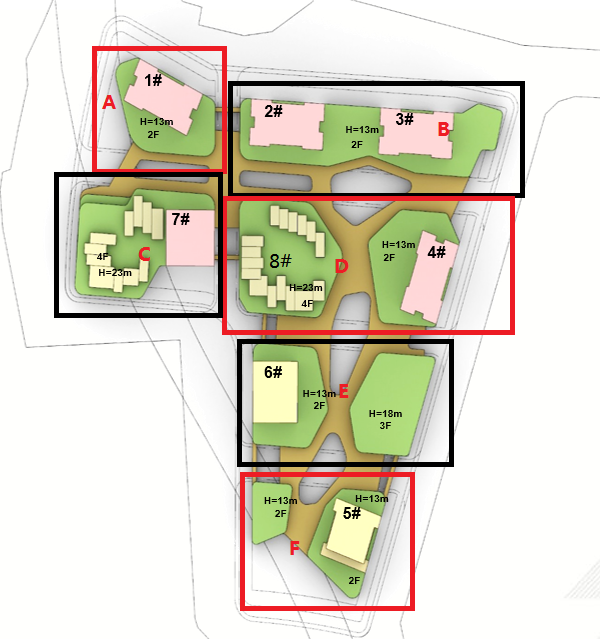 1#
A
H=13m
2F
2#
3#
B
H=13m
2F
7#
C
4F
H=23m
8#
D
H=23m
4F
H=13m
2F
4#
6#
H=13m
2F
E
H=18m
3F
H=13m
2F
H=13m
5#
F
2F